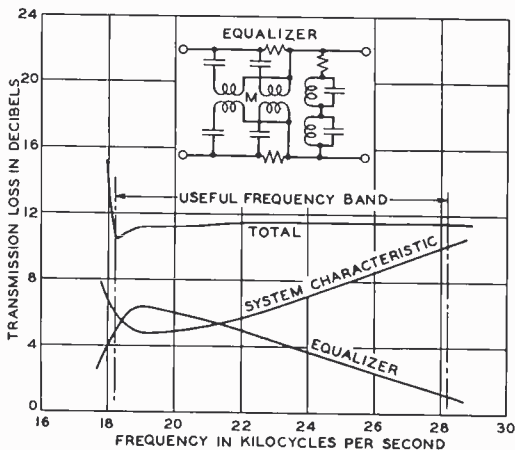 EQUALIZER
M
USEFUL FREQUENCY BAND
TOTAL
SYSTEM CHARACTERISTIC
EQUALIZER
TRANSMISSION LOSS IN DECIBELS
24
20
16
12
8
4
0
16 18 20 22 24 26 28 30
FREQUENCY IN KILOCYCLES PER SECOND